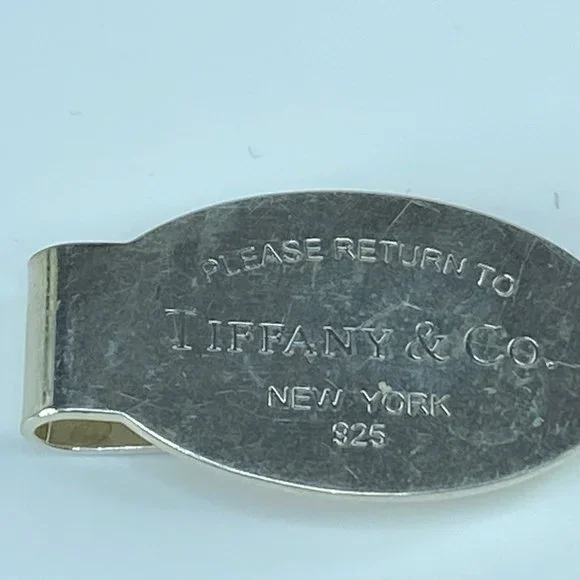 PLEASE RETURN TO
TIFFANY & CO.
NEW YORK
925